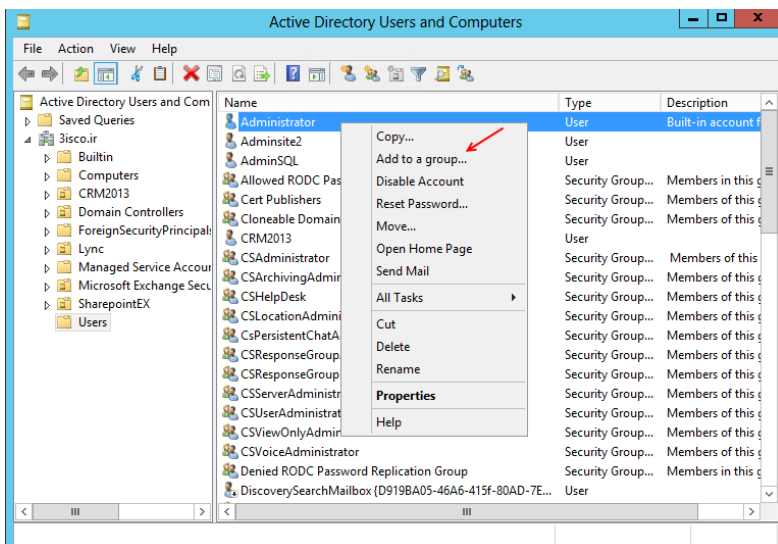 Active Directory Users and Computers
File Action View Help
Active Directory Users and Com
Saved Queries
3isco.ir
Builtin
Computers
CRM2013
Domain Controllers
ForeignSecurityPrincipal
Lync
Managed Service Accour
Microsoft Exchange Secu
SharepointEX
Users
Name Type Description
Administrator User Built-in account f
Adminsite2 User
AdminSQL User
Allowed RODC Pas Security Group... Members in this g
Cert Publishers Security Group... Members of this g
Cloneable Domain Security Group... Members of this g
CRM2013 User
CSAdministrator Security Group... Members of this
CSArchivingAdmir Security Group... Members of this g
CSHelpDesk Security Group... Members of this g
CSLocationAdmini Security Group... Members of this g
CsPersistentChatA Security Group... Members of this g
CSResponseGroup Security Group... Members of this g
CSResponseGroup Security Group... Members of this g
CSServerAdministr Security Group... Members of this g
CSUserAdministrat Security Group... Members of this g
CSViewOnlyAdmir Security Group... Members of this g
CSVoiceAdministrator Security Group... Members of this g
Denied RODC Password Replication Group Security Group... Members in this g
DiscoverySearchMailbox {D919BA05-46A6-415f-80AD-7E... User
Copy...
Add to a group...
Disable Account
Reset Password...
Move...
Open Home Page
Send Mail
All Tasks
Cut
Delete
Rename
Properties
Help